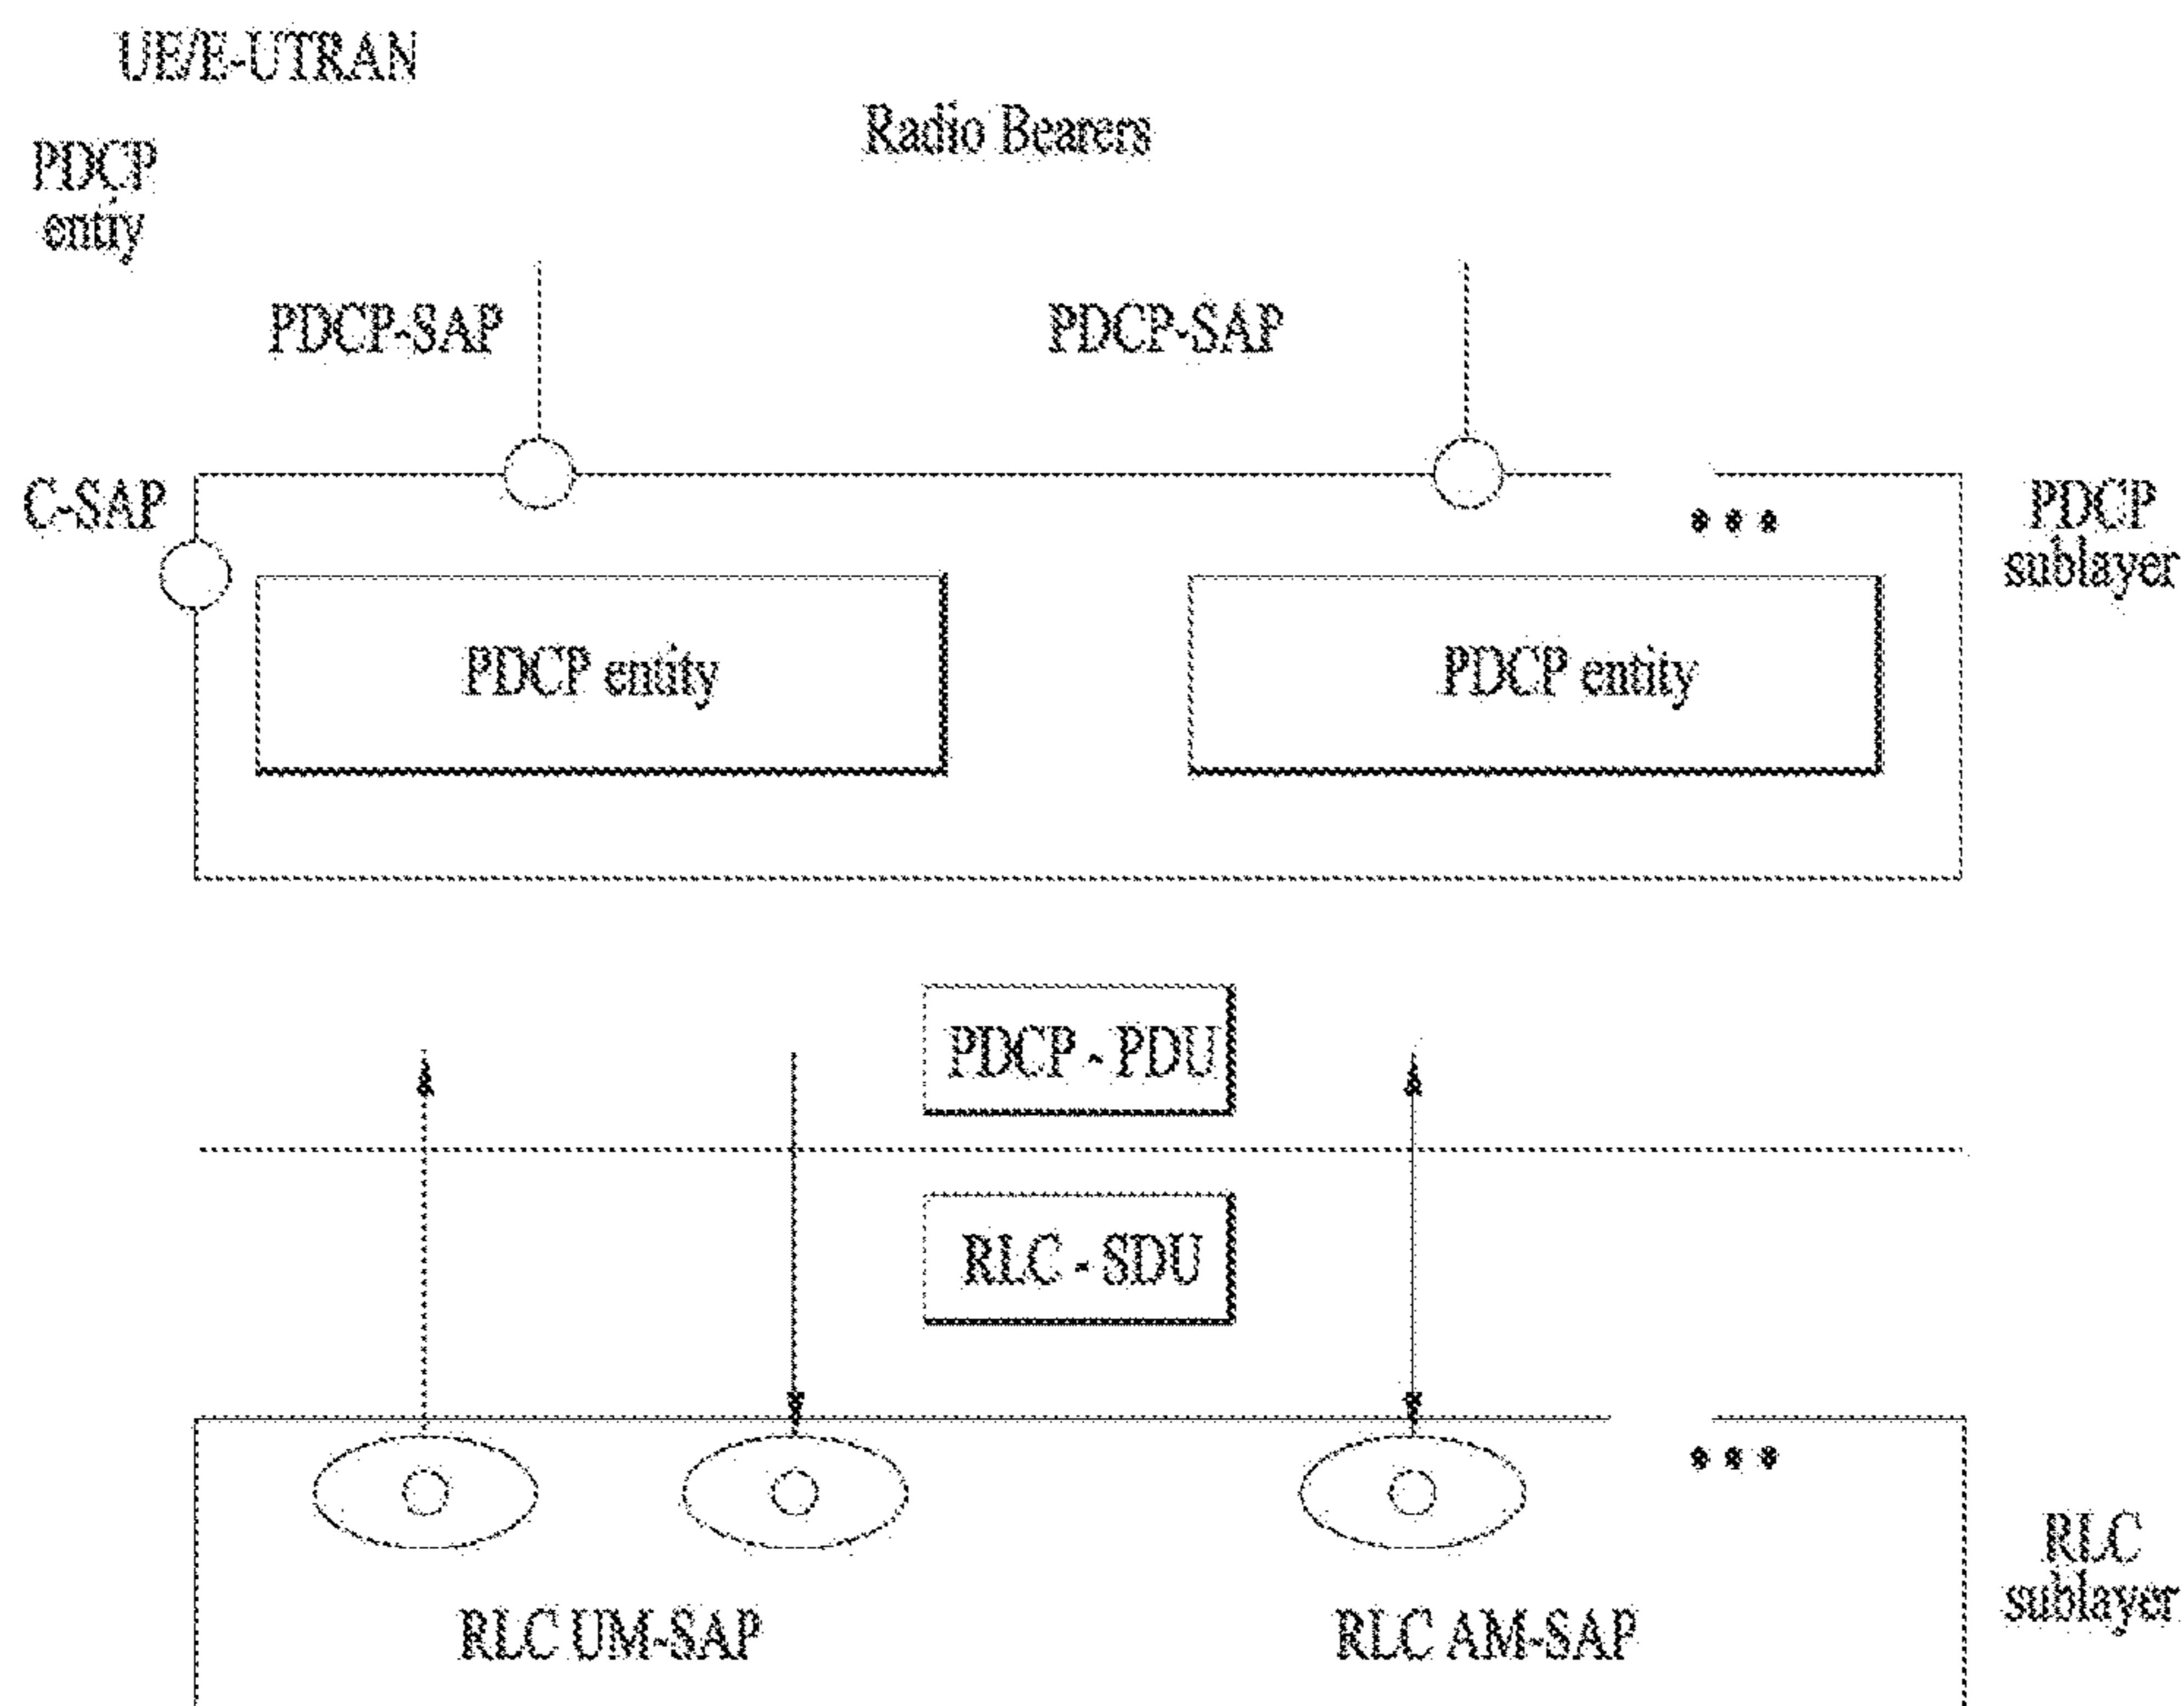 UE/E-UTRAN
Radio Bearers
PDCP
entiy
PDCP-SAP
PDCP-SAP
C-SAP
PDCP
sublayer
PDCP entity
PDCP entity
PDCP - PDU
RLC - SDU
RLC
sublayer
RLC UM-SAP
RLC AM-SAP